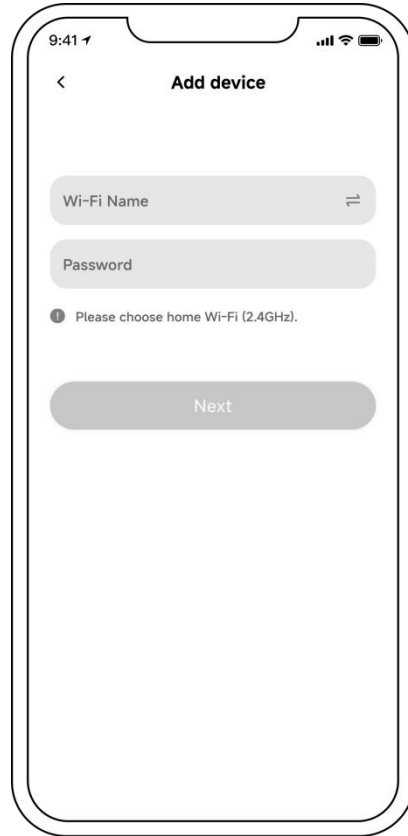 9:41
Add device
Wi-Fi Name
Password
Please choose home Wi-Fi (2.4GHz).
Next